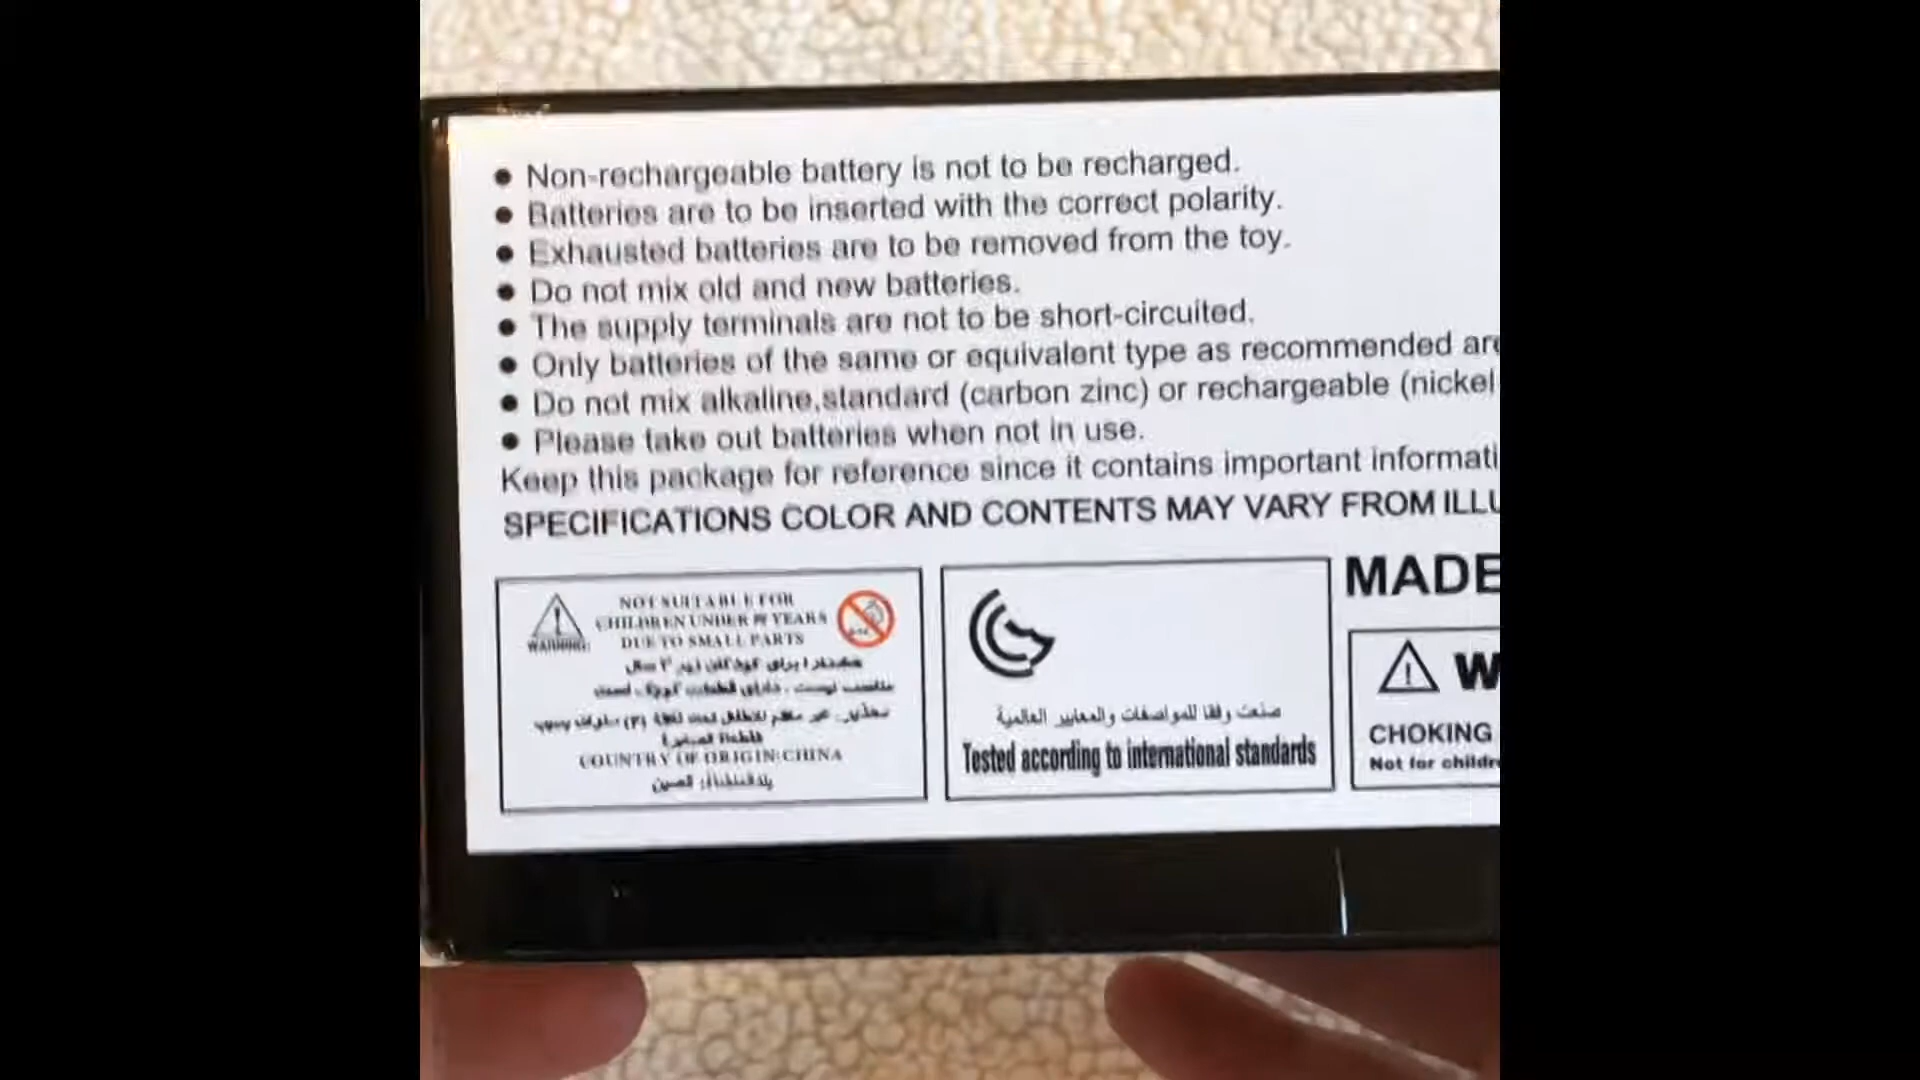 ● Non-rechargeable battery is not to be recharged.
● Batteries are to be inserted with the correct polarity.
● Exhausted batteries are to be removed from the toy.
● Do not mix old and new batteries.
● The supply terminals are not to be short-circuited.
● Only batteries of the same or equivalent type as recommended are
● Do not mix alkaline,standard (carbon zinc) or rechargeable (nickel
● Please take out batteries when not in use.
Keep this package for reference since it contains important informati
SPECIFICATIONS COLOR AND CONTENTS MAY VARY FROM ILLU
WARNING:
NOT SUITABLE FOR
CHILDREN UNDER YEARS
DUE TO SMALL PARTS
COUNTRY OF ORIGIN:CHINA
صنعت وفقا للمواصفات والمعايير العالمية
Tested according to international standards
MADE
W
CHOKING
Not for childre